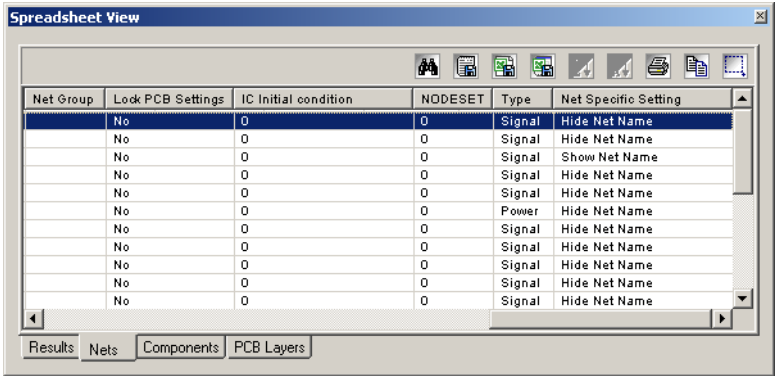 Spreadsheet View
Net Group Lock PCB Settings IC Initial condition NODESET Type Net Specific Setting
No 0 0 Signal Hide Net Name
No 0 0 Signal Hide Net Name
No 0 0 Signal Show Net Name
No 0 0 Signal Hide Net Name
No 0 0 Signal Hide Net Name
No 0 0 Power Hide Net Name
No 0 0 Signal Hide Net Name
No 0 0 Signal Hide Net Name
No 0 0 Signal Hide Net Name
No 0 0 Signal Hide Net Name
No 0 0 Signal Hide Net Name
Results Nets Components PCB Layers